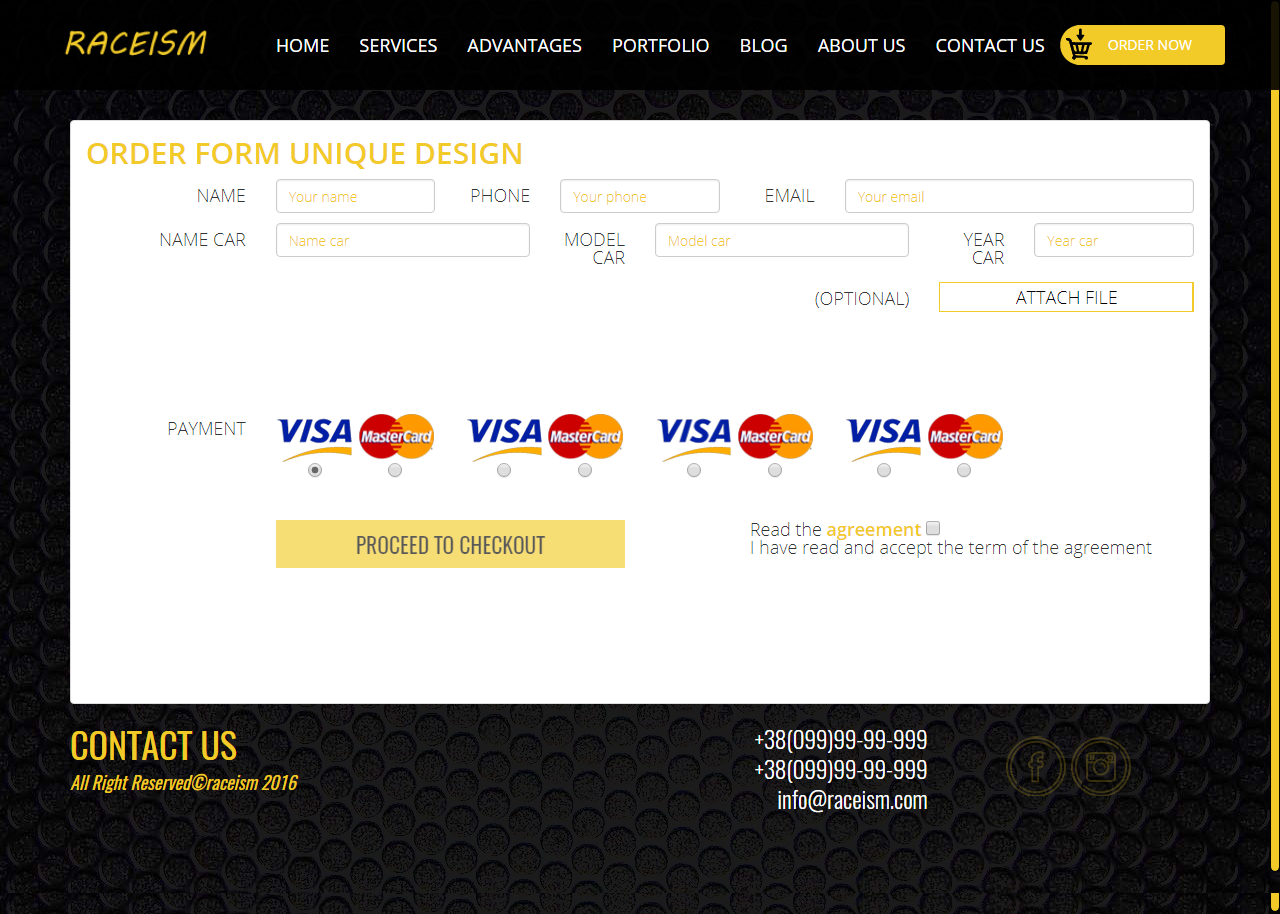 RACEISM
HOME SERVICES ADVANTAGES PORTFOLIO BLOG ABOUT US CONTACT US ORDER NOW
ORDER FORM UNIQUE DESIGN
NAME Your name PHONE Your phone EMAIL Your email
NAME CAR Name car MODEL CAR Model car YEAR CAR Year car
(OPTIONAL) ATTACH FILE
PAYMENT VISA MasterCard VISA MasterCard VISA MasterCard VISA MasterCard
PROCEED TO CHECKOUT
Read the agreement
I have read and accept the term of the agreement
CONTACT US
All Right Reserved©raceism 2016
+38(099)99-99-999
+38(099)99-99-999
info@raceism.com